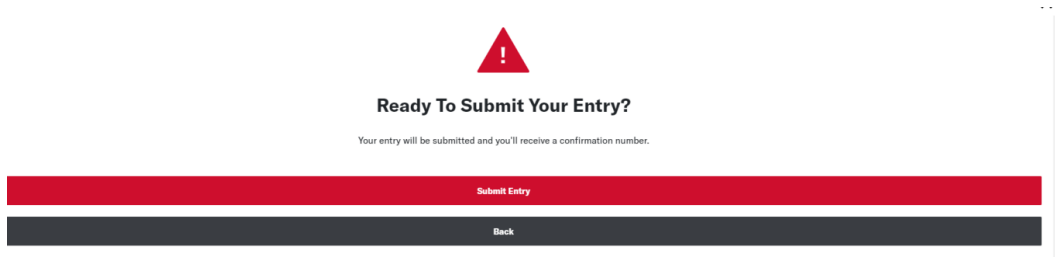 !
Ready To Submit Your Entry?
Your entry will be submitted and you'll receive a confirmation number.
Submit Entry
Back